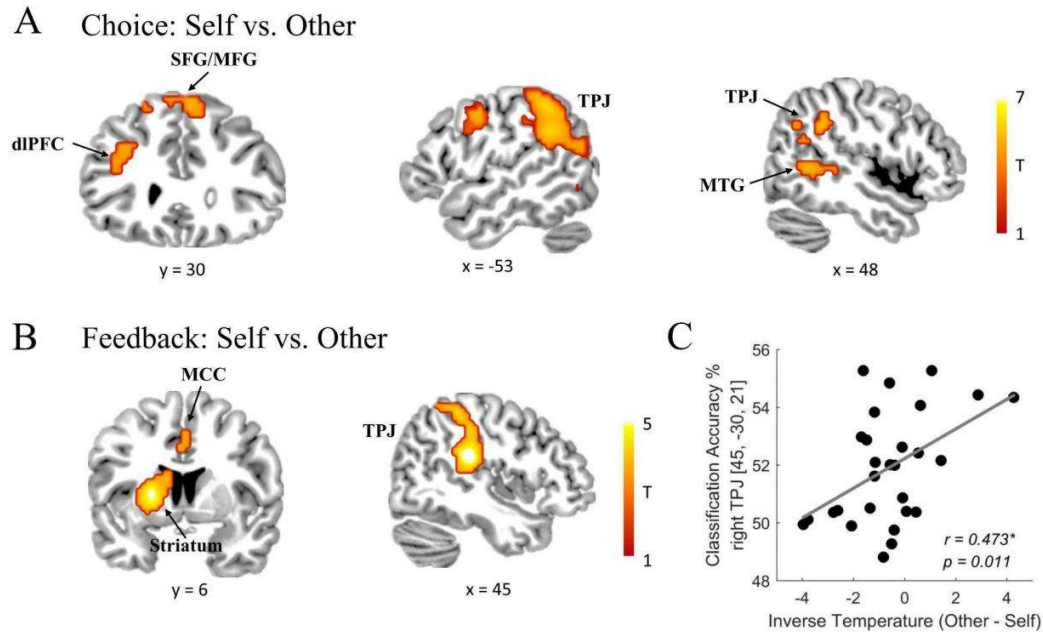 A Choice: Self vs. Other
SFG/MFG
dlPFC
y = 30
TPJ
x = -53
TPJ
MTG
x = 48
7
T
1
B Feedback: Self vs. Other
MCC
Striatum
y = 6
TPJ
x = 45
5
T
1
C
Classification Accuracy %
right TPJ [45, -30, 21]
56
54
52
50
48
r = 0.473*
p = 0.011
-4 -2 0 2 4
Inverse Temperature (Other - Self)